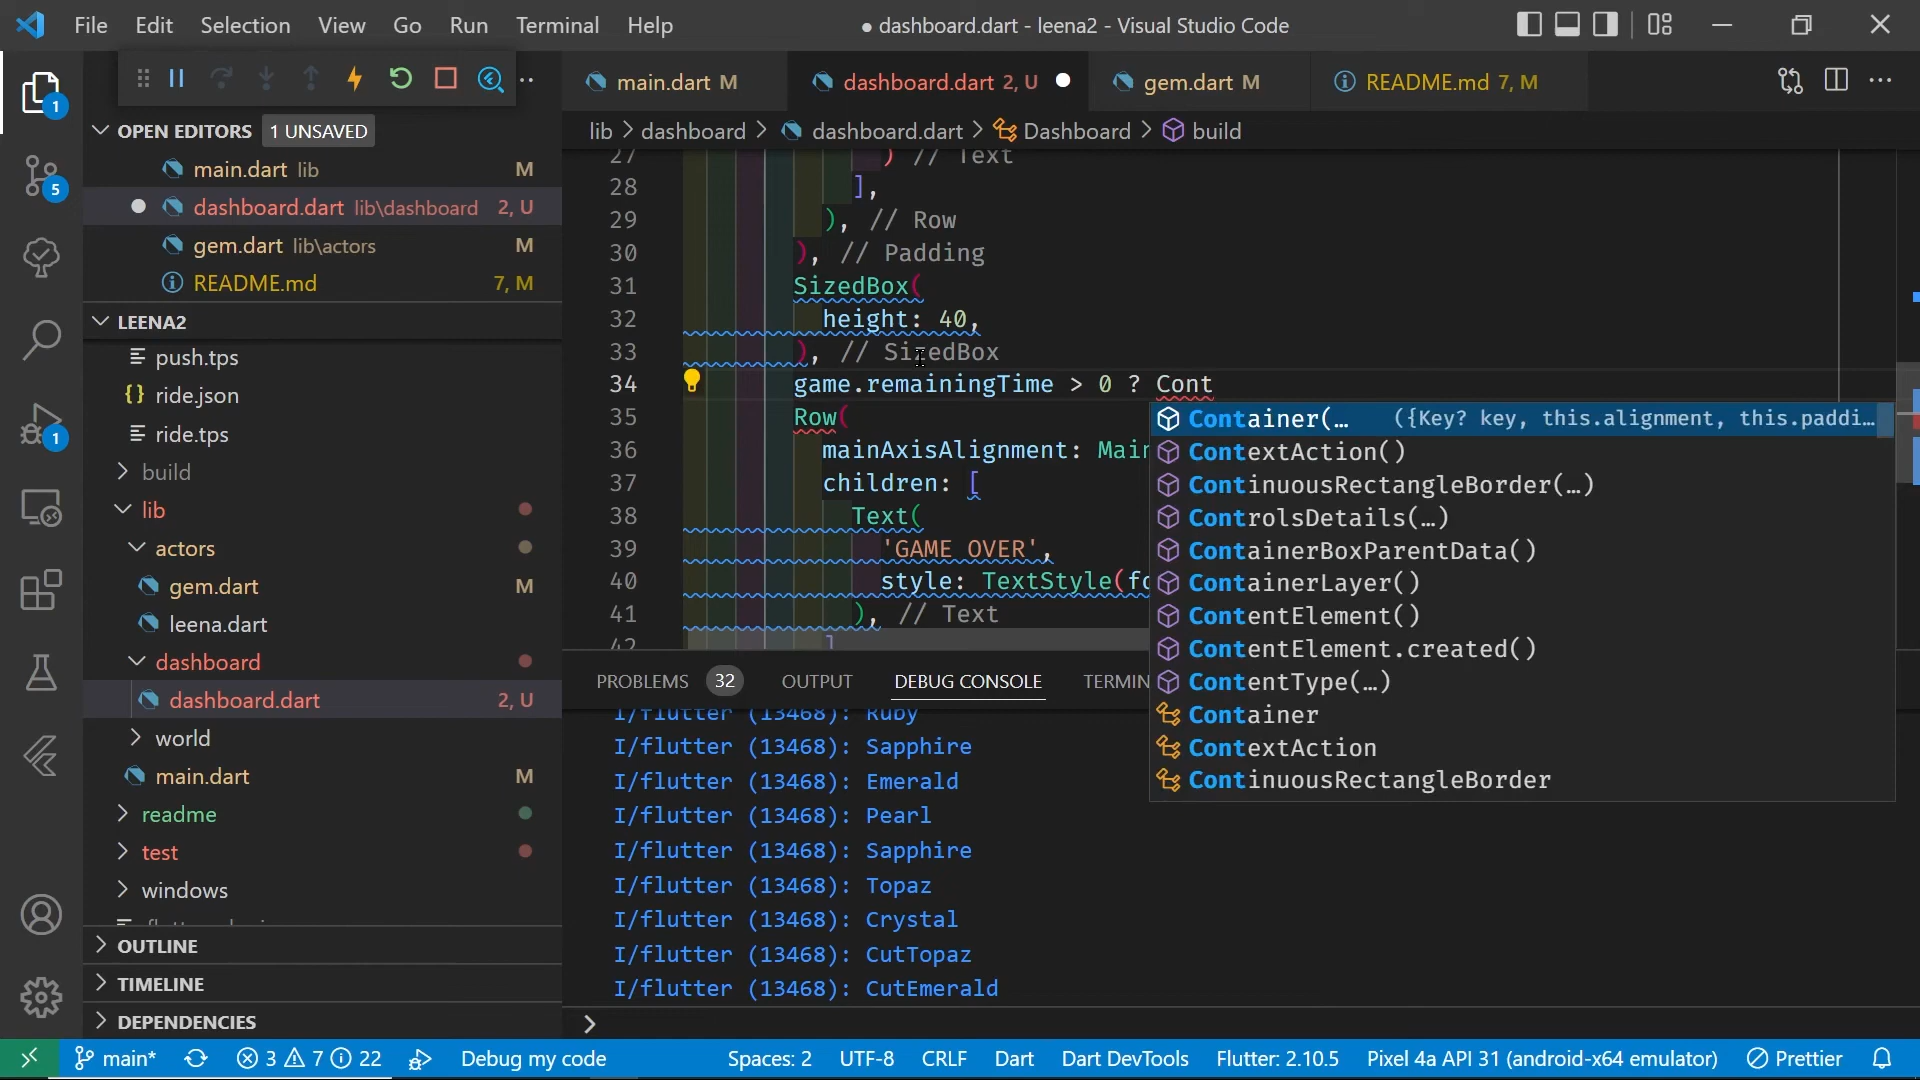 File Edit Selection View Go Run Terminal Help
● dashboard.dart - leena2 - Visual Studio Code
main.dart M
dashboard.dart 2, U
gem.dart M
README.md 7, M
lib > dashboard > dashboard.dart > Dashboard > build
OPEN EDITORS 1 UNSAVED
main.dart lib M
dashboard.dart lib\dashboard 2, U
gem.dart lib\actors M
README.md 7, M
LEENA2
push.tps
ride.json
ride.tps
build
lib
actors
gem.dart M
leena.dart
dashboard
dashboard.dart 2, U
world
main.dart M
readme
test
windows
OUTLINE
TIMELINE
DEPENDENCIES
1
5
1
27 ) // Text
28 ],
29 ), // Row
30 ), // Padding
31 SizedBox(
32 height: 40,
33 ), // SizedBox
34 game.remainingTime > 0 ? Cont
35 Row(
36 mainAxisAlignment: Main
37 children: [
38 Text(
39 'GAME OVER',
40 style: TextStyle(fo
41 ), // Text
42 ]
Container(… ({Key? key, this.alignment, this.paddi…
ContextAction()
ContinuousRectangleBorder(…)
ControlsDetails(…)
ContainerBoxParentData()
ContainerLayer()
ContentElement()
ContentElement.created()
ContentType(…)
Container
ContextAction
ContinuousRectangleBorder
PROBLEMS 32 OUTPUT DEBUG CONSOLE TERMIN
I/flutter (13468): Ruby
I/flutter (13468): Sapphire
I/flutter (13468): Emerald
I/flutter (13468): Pearl
I/flutter (13468): Sapphire
I/flutter (13468): Topaz
I/flutter (13468): Crystal
I/flutter (13468): CutTopaz
I/flutter (13468): CutEmerald
main* 3 7 22 Debug my code Spaces: 2 UTF-8 CRLF Dart Dart DevTools Flutter: 2.10.5 Pixel 4a API 31 (android-x64 emulator) Prettier